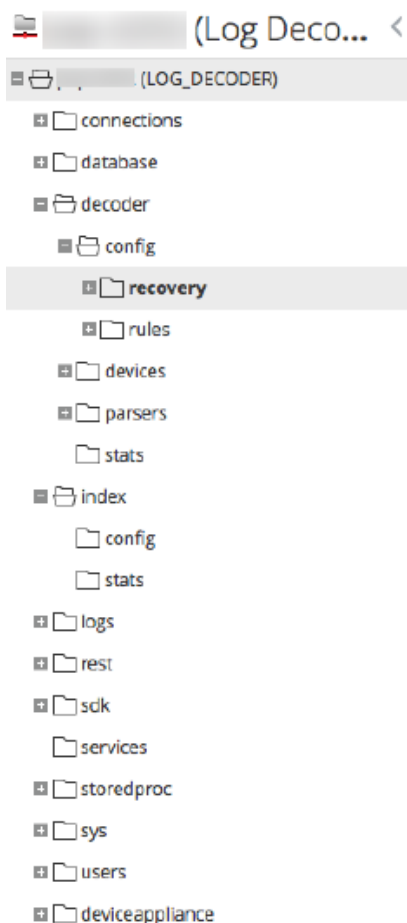 (Log Deco...
(LOG_DECODER)
connections
database
decoder
config
recovery
rules
devices
parsers
stats
index
config
stats
logs
rest
sdk
services
storedproc
sys
users
deviceappliance